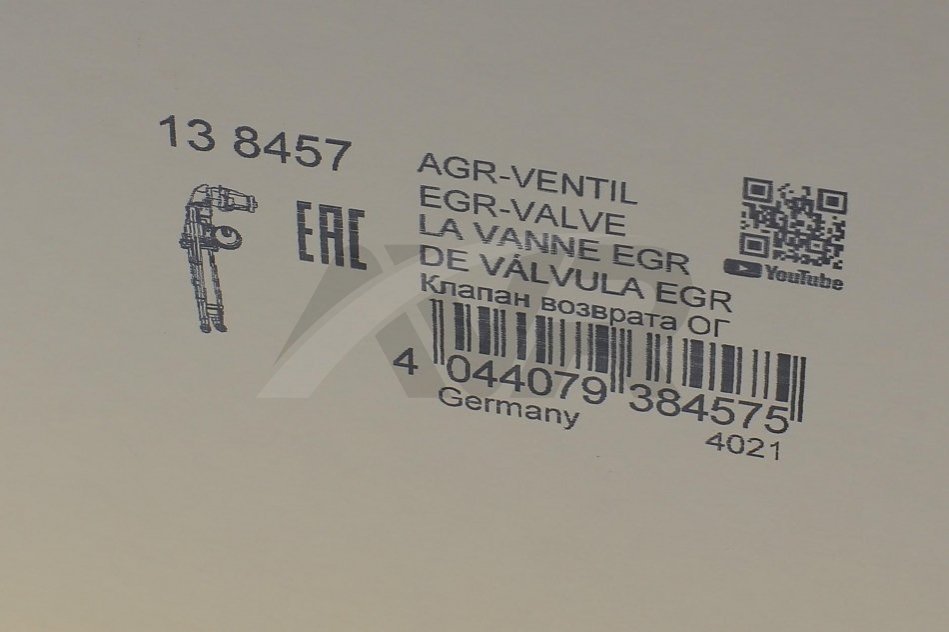 13 8457
EAC
AGR-VENTIL
EGR-VALVE
LA VANNE EGR
DE VÁLVULA EGR
Клапан возврата ОГ
YouTube
4 044079 384575
Germany
4021